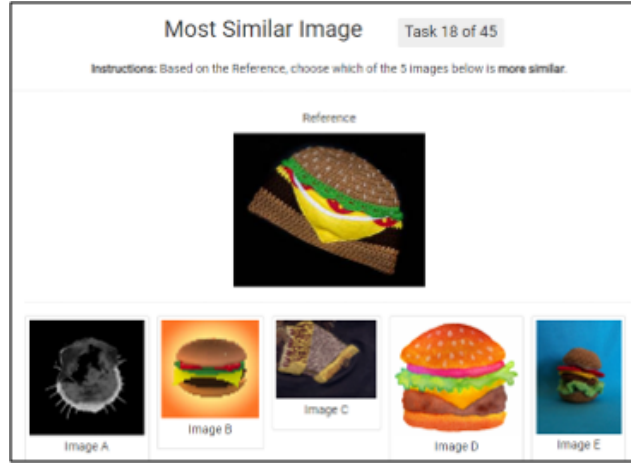 Most Similar Image
Task 18 of 45
Instructions: Based on the Reference, choose which of the 5 images below is more similar.
Reference
Image A
Image B
Image C
Image D
Image E